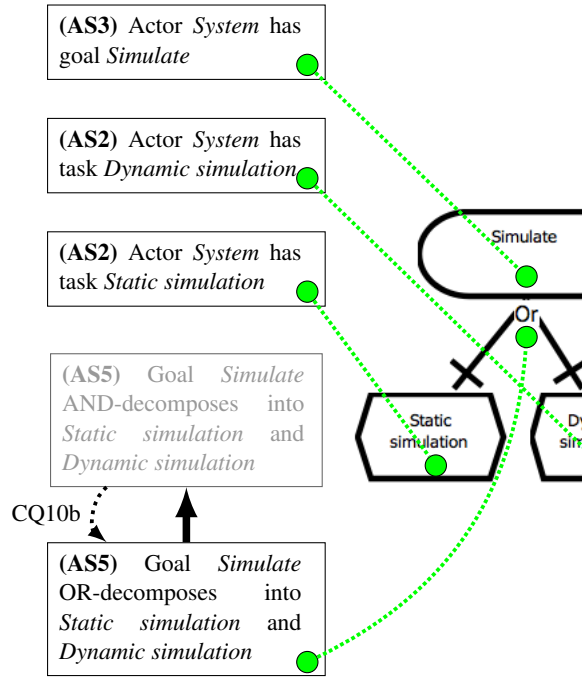 (AS3) Actor System has
goal Simulate
(AS2) Actor System has
task Dynamic simulation
(AS2) Actor System has
task Static simulation
(AS5) Goal Simulate
AND-decomposes into
Static simulation and
Dynamic simulation
CQ10b
(AS5) Goal Simulate
OR-decomposes into
Static simulation and
Dynamic simulation
Simulate
Or
Static
simulation